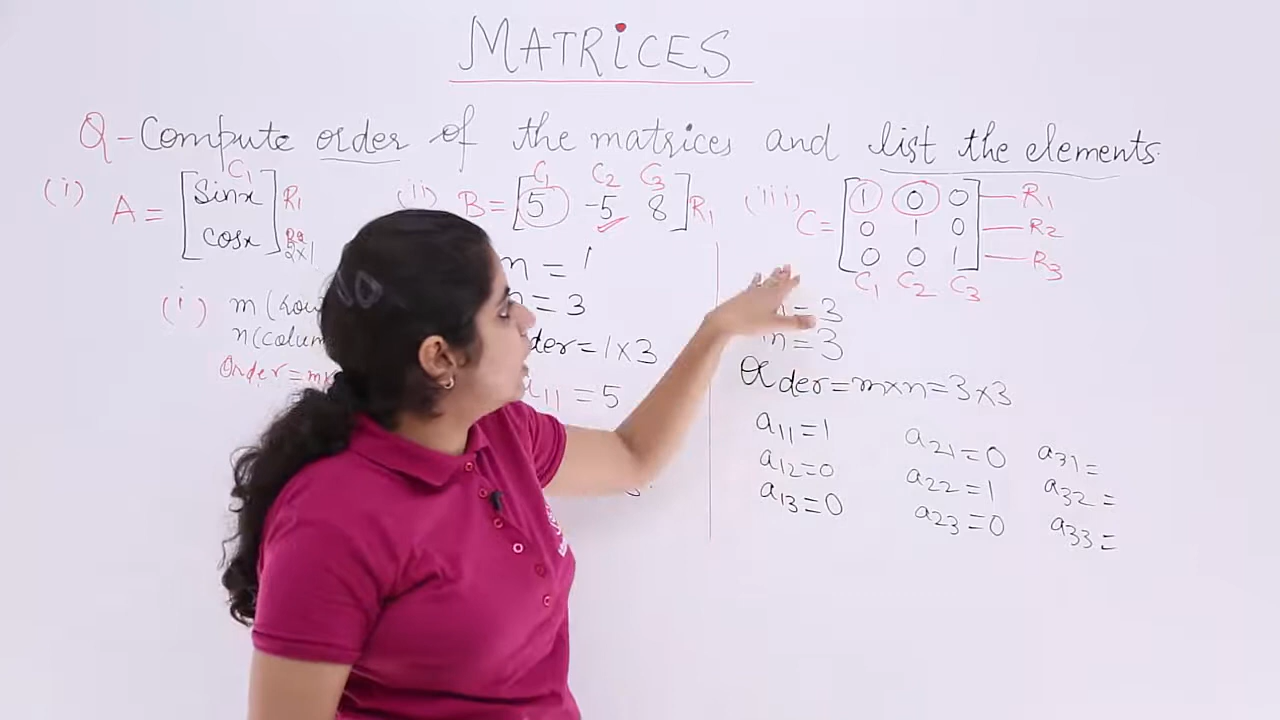 MATRICES
Q-Compute order of the matrices and list the elements.
(i) A = [ sinx cosx ] C1 R1 R2 2x1
(ii) B = [ 5 -5 8 ] R1 C1 C2 C3
(iii) C = [ 1 0 0
0 1 0
0 0 1 ] R1 R2 R3
C1 C2 C3
(i) m(row
n(colum
Order = m
m = 1
= 3
der = 1x3
a11 = 5
= 3
n = 3
Order = mxn = 3x3
a11 = 1 a21 = 0 a31 =
a12 = 0 a22 = 1 a32 =
a13 = 0 a23 = 0 a33 =